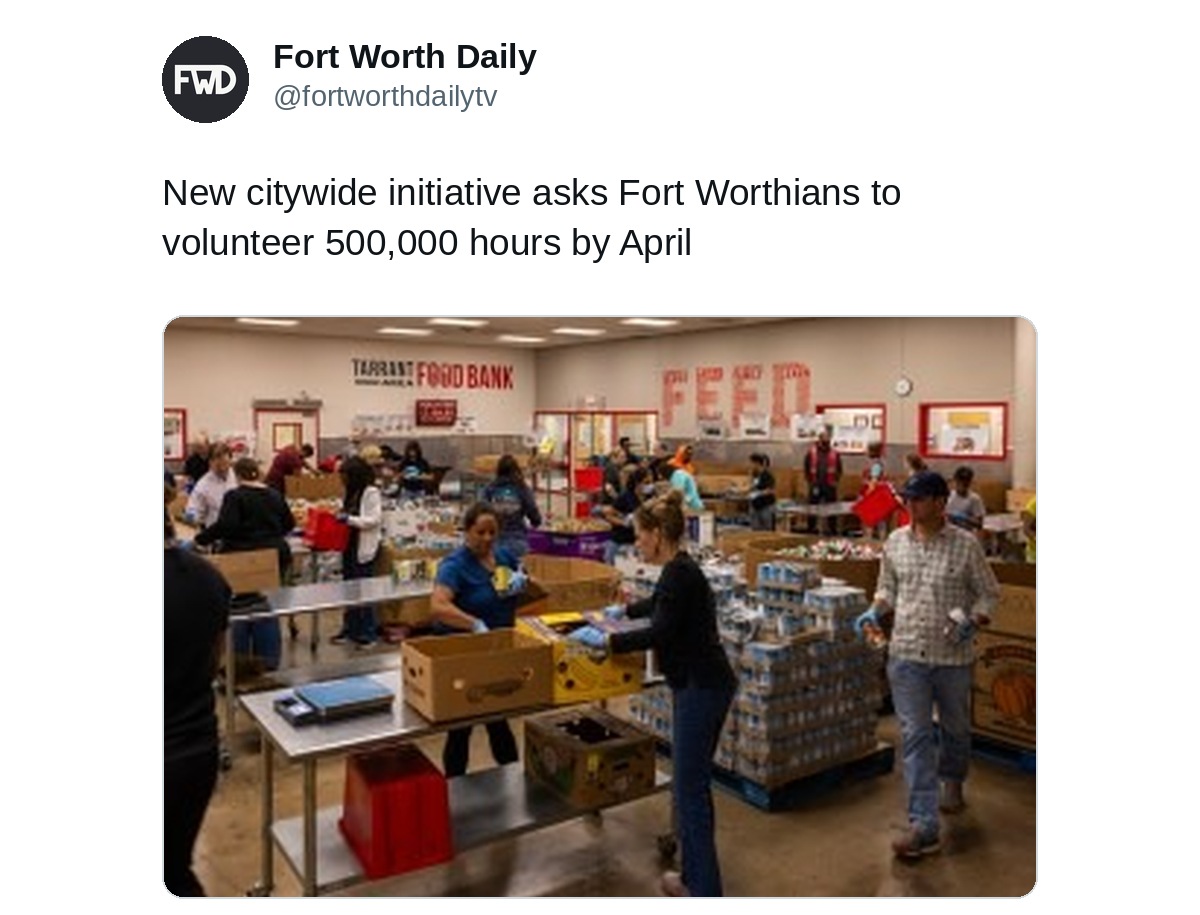 FWD
Fort Worth Daily
@fortworthdailytv
New citywide initiative asks Fort Worthians to
volunteer 500,000 hours by April
TARRANT
FOOD BANK
FEED